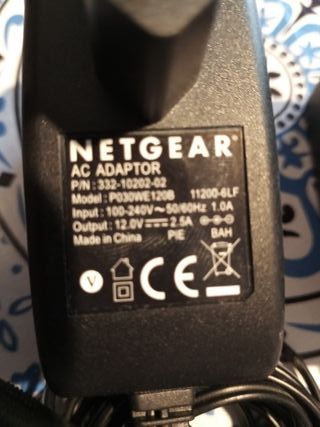 NETGEAR
AC ADAPTOR
P/N : 332-10202-02
Model : P030WE120B 11200-6LF
Input : 100-240V~50/60Hz 1.0A
Output : 12.0V 2.5A
Made in China PIE BAH
V
CE